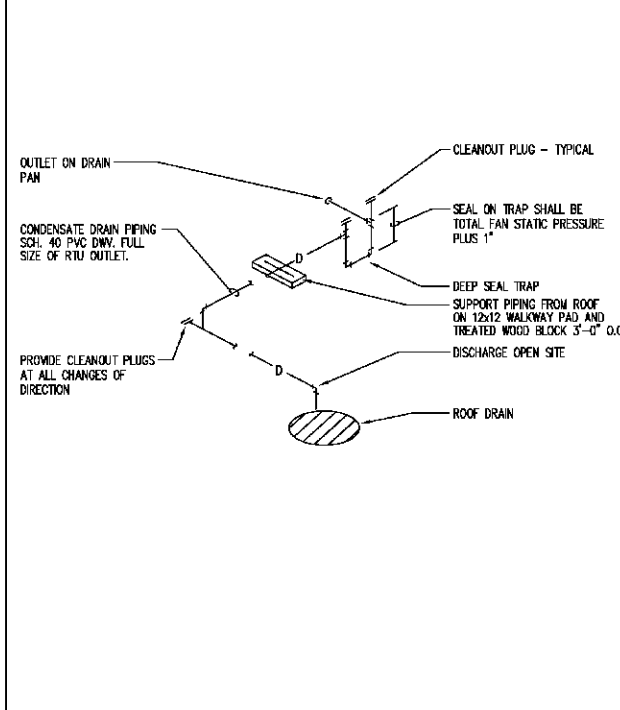 OUTLET ON DRAIN
PAN
CONDENSATE DRAIN PIPING
SCH. 40 PVC DWV. FULL
SIZE OF RTU OUTLET.
PROVIDE CLEANOUT PLUGS
AT ALL CHANGES OF
DIRECTION
D
D
CLEANOUT PLUG - TYPICAL
SEAL ON TRAP SHALL BE
TOTAL FAN STATIC PRESSURE
PLUS 1"
DEEP SEAL TRAP
SUPPORT PIPING FROM ROOF
ON 12x12 WALKWAY PAD AND
TREATED WOOD BLOCK 3'-0" O.C
DISCHARGE OPEN SITE
ROOF DRAIN